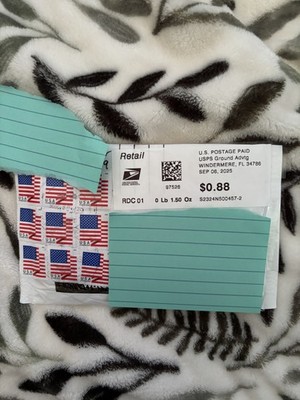 Retail
U.S. POSTAGE PAID
USPS Ground Advtg
WINDERMERE, FL 34786
SEP 06, 2025
97526
$0.88
RDC 01 0 Lb 1.50 Oz S2324N500457-2